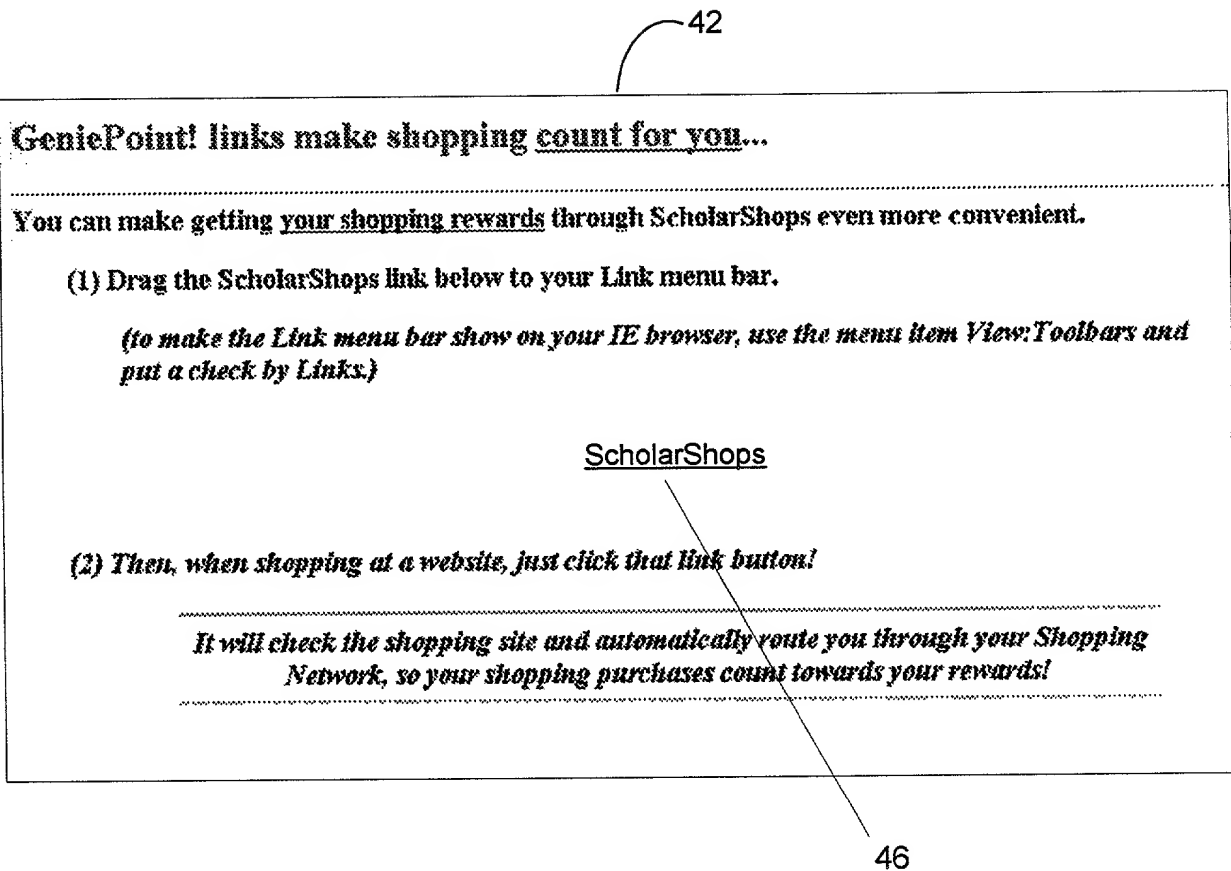 42
GeniePoint! links make shopping count for you...
You can make getting your shopping rewards through ScholarShops even more convenient.
(1) Drag the ScholarShops link below to your Link menu bar.
(to make the Link menu bar show on your IE browser, use the menu item View:Toolbars and
put a check by Links.)
ScholarShops
(2) Then, when shopping at a website, just click that link button!
It will check the shopping site and automatically route you through your Shopping
Network, so your shopping purchases count towards your rewards!
46